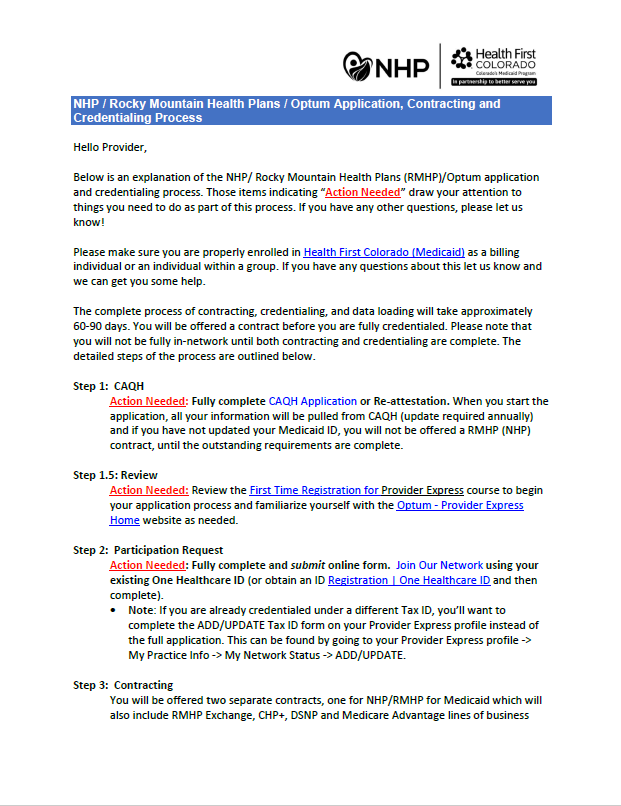 NHP
Health First
COLORADO
Colorado's Medicaid Program
In partnership to better serve you
NHP / Rocky Mountain Health Plans / Optum Application, Contracting and
Credentialing Process
Hello Provider,
Below is an explanation of the NHP/ Rocky Mountain Health Plans (RMHP)/Optum application
and credentialing process. Those items indicating “Action Needed” draw your attention to
things you need to do as part of this process. If you have any other questions, please let us
know!
Please make sure you are properly enrolled in Health First Colorado (Medicaid) as a billing
individual or an individual within a group. If you have any questions about this let us know and
we can get you some help.
The complete process of contracting, credentialing, and data loading will take approximately
60-90 days. You will be offered a contract before you are fully credentialed. Please note that
you will not be fully in-network until both contracting and credentialing are complete. The
detailed steps of the process are outlined below.
Step 1: CAQH
Action Needed: Fully complete CAQH Application or Re-attestation. When you start the
application, all your information will be pulled from CAQH (update required annually)
and if you have not updated your Medicaid ID, you will not be offered a RMHP (NHP)
contract, until the outstanding requirements are complete.
Step 1.5: Review
Action Needed: Review the First Time Registration for Provider Express course to begin
your application process and familiarize yourself with the Optum - Provider Express
Home website as needed.
Step 2: Participation Request
Action Needed: Fully complete and submit online form. Join Our Network using your
existing One Healthcare ID (or obtain an ID Registration | One Healthcare ID and then
complete).
• Note: If you are already credentialed under a different Tax ID, you’ll want to
complete the ADD/UPDATE Tax ID form on your Provider Express profile instead of
the full application. This can be found by going to your Provider Express profile ->
My Practice Info -> My Network Status -> ADD/UPDATE.
Step 3: Contracting
You will be offered two separate contracts, one for NHP/RMHP for Medicaid which will
also include RMHP Exchange, CHP+, DSNP and Medicare Advantage lines of business